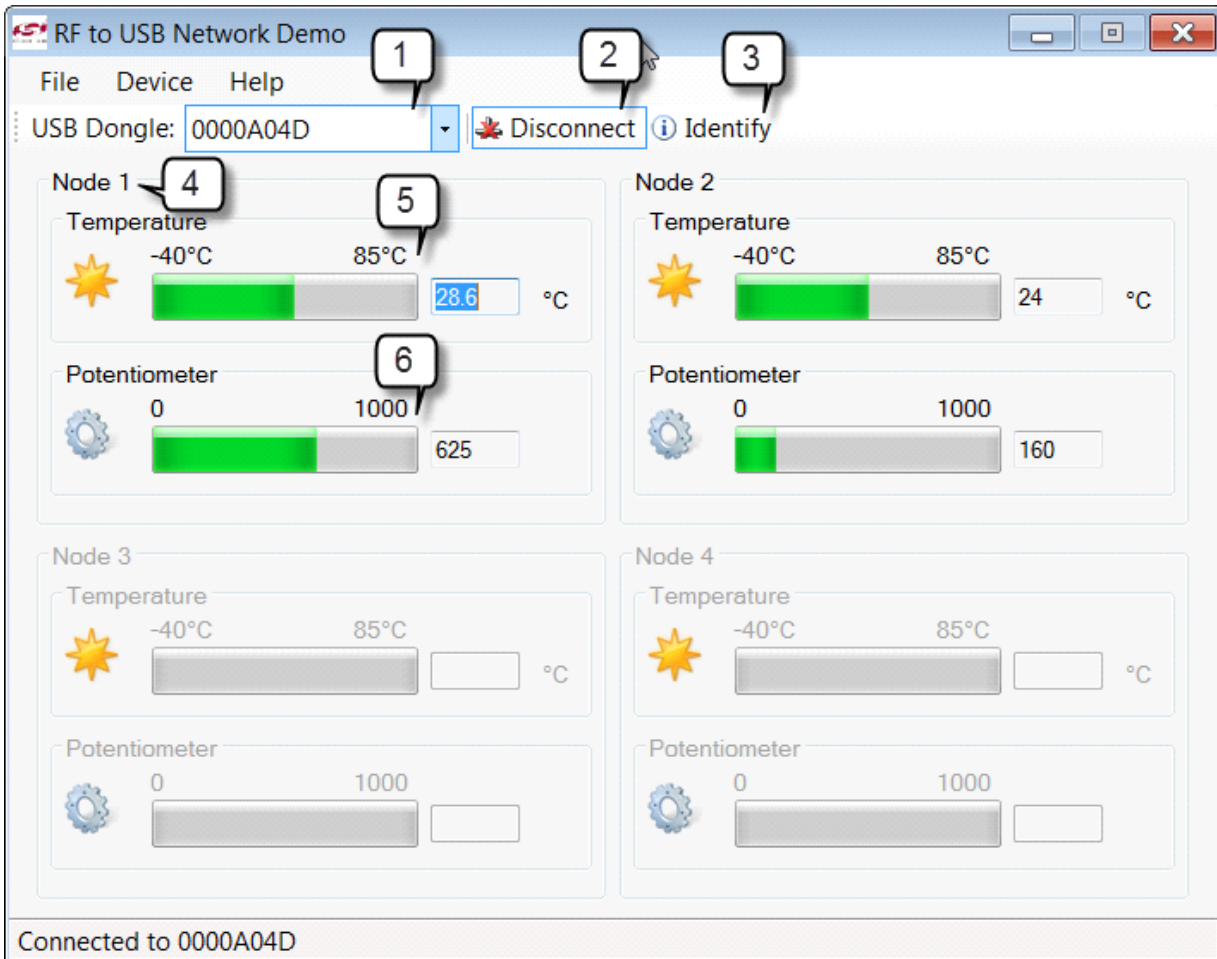 RF to USB Network Demo
1
2
3
File Device Help
USB Dongle: 0000A04D Disconnect Identify
Node 1
4
Temperature
5
-40°C 85°C
28.6 °C
Potentiometer
6
0 1000
625
Node 2
Temperature
-40°C 85°C
24 °C
Potentiometer
0 1000
160
Node 3
Temperature
-40°C 85°C
°C
Potentiometer
0 1000
Node 4
Temperature
-40°C 85°C
°C
Potentiometer
0 1000
Connected to 0000A04D